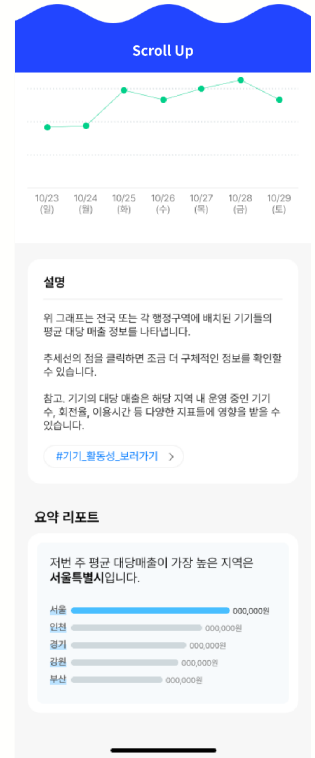 Scroll Up
10/23 10/24 10/25 10/26 10/27 10/28 10/29
(일) (월) (화) (수) (목) (금) (토)
설명
위 그래프는 전국 또는 각 행정구역에 배치된 기기들의
평균 대당 매출 정보를 나타냅니다.
추세선의 점을 클릭하면 조금 더 구체적인 정보를 확인할
수 있습니다.
참고. 기기의 대당 매출은 해당 지역 내 운영 중인 기기
수, 회전율, 이용시간 등 다양한 지표들에 영향을 받을 수
있습니다.
#기기_활동성_보러가기 >
요약 리포트
저번 주 평균 대당매출이 가장 높은 지역은
서울특별시입니다.
서울 000,000원
인천 000,000원
경기 000,000원
강원 000,000원
부산 000,000원